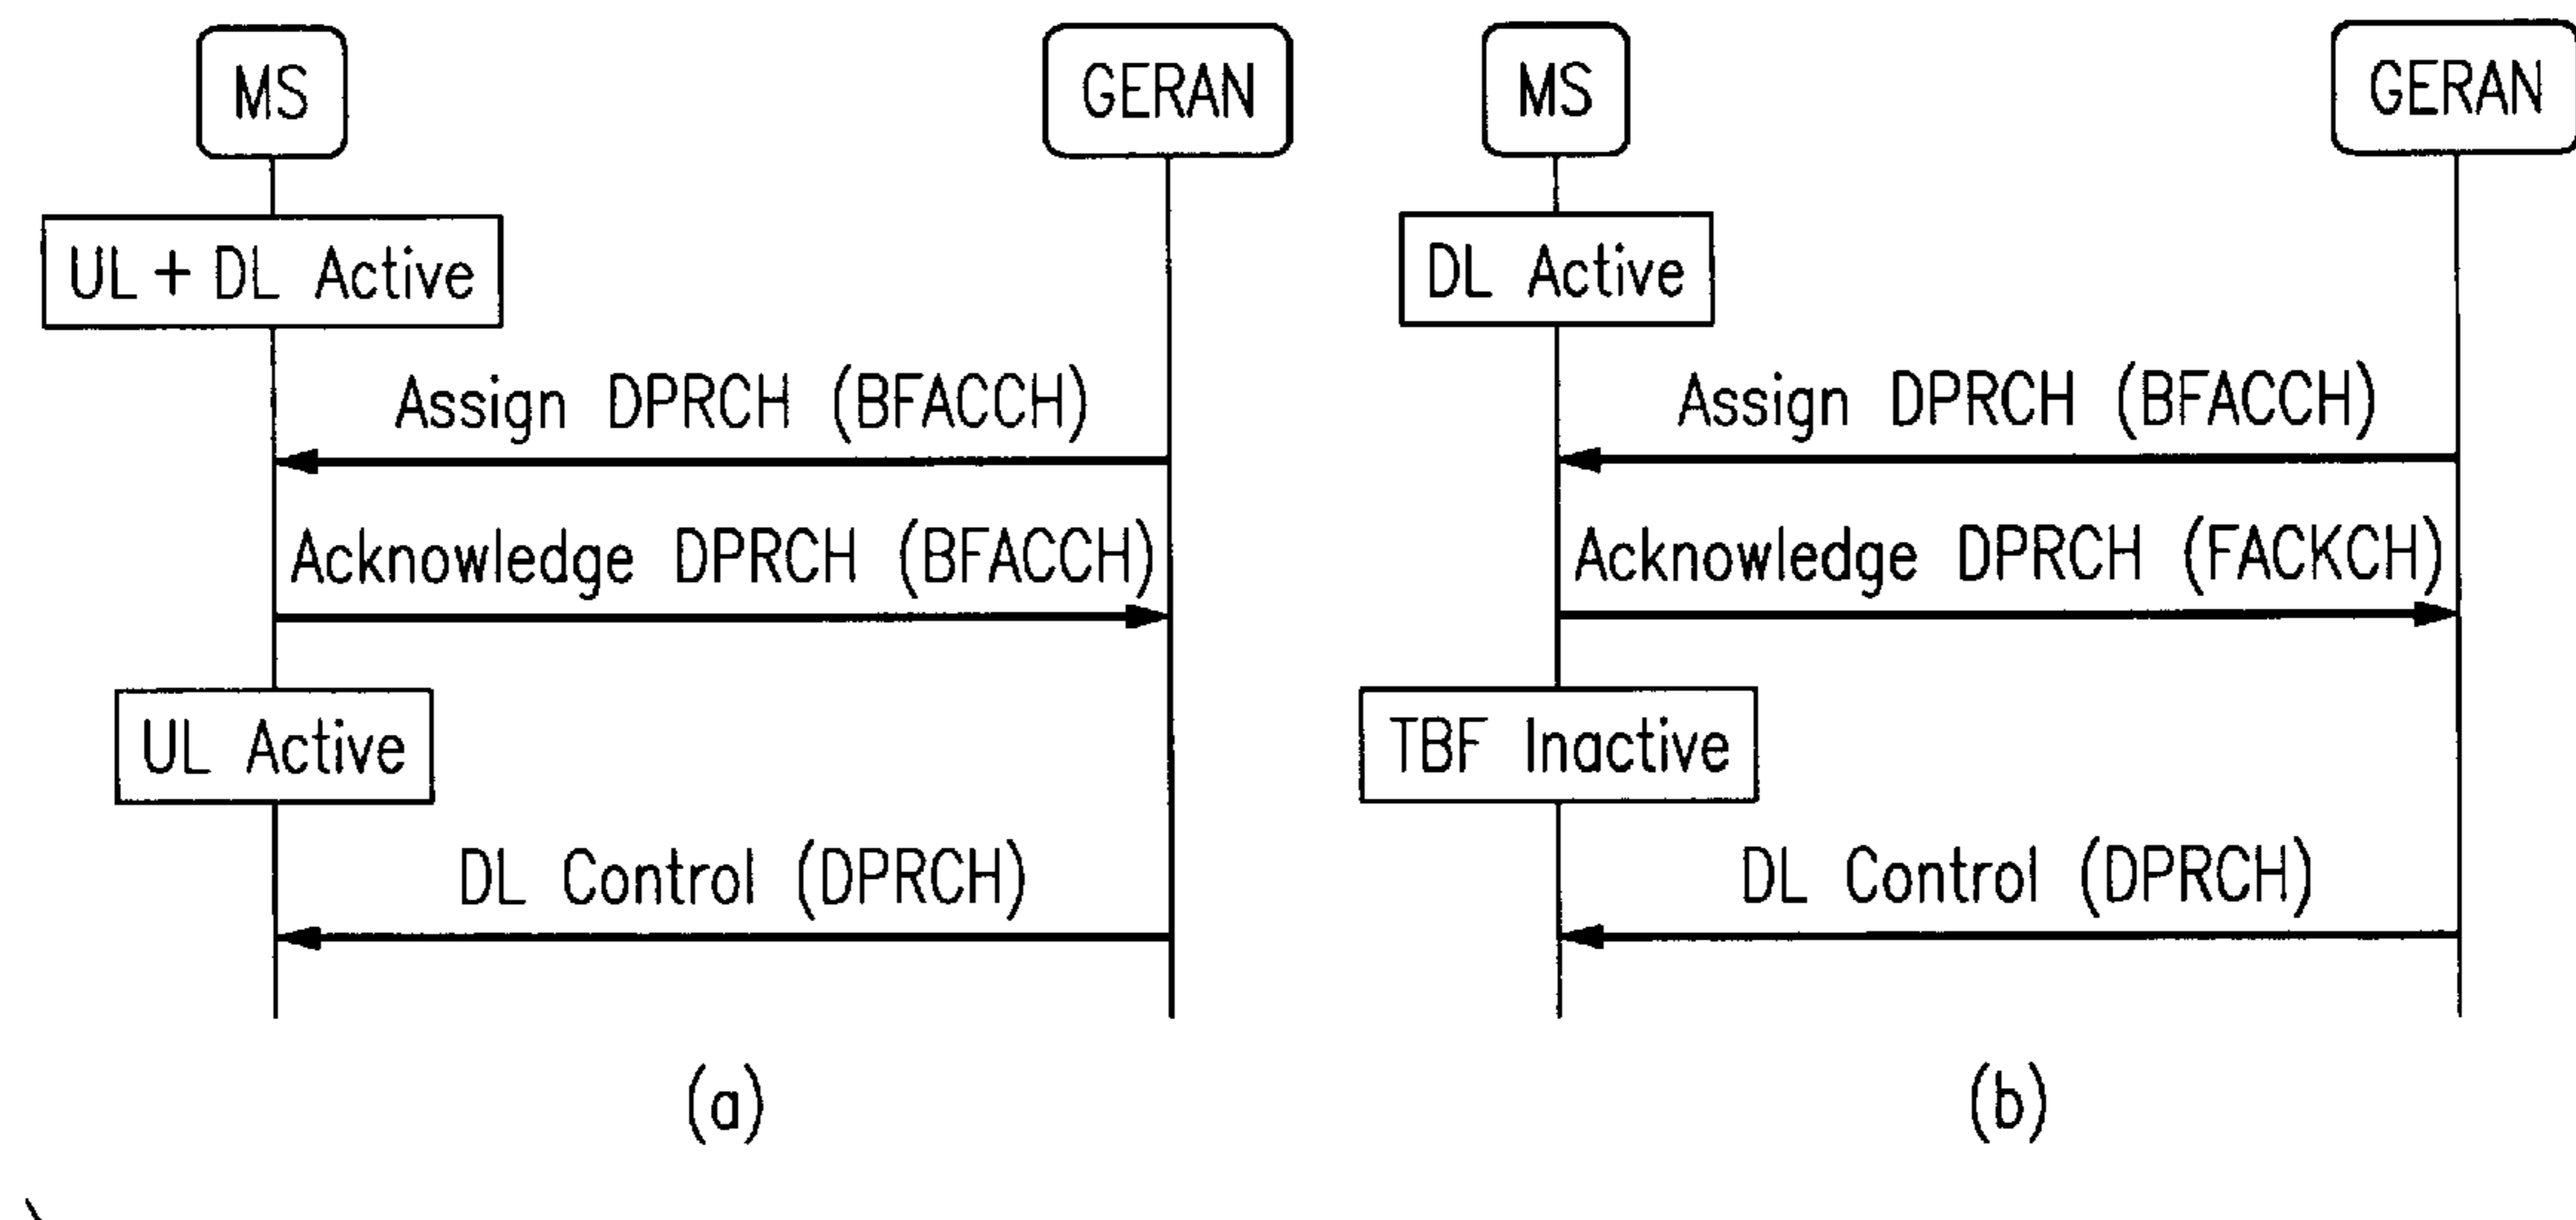 MS
GERAN
UL + DL Active
Assign DPRCH (BFACCH)
Acknowledge DPRCH (BFACCH)
UL Active
DL Control (DPRCH)
(a)
MS
GERAN
DL Active
Assign DPRCH (BFACCH)
Acknowledge DPRCH (FACKCH)
TBF Inactive
DL Control (DPRCH)
(b)